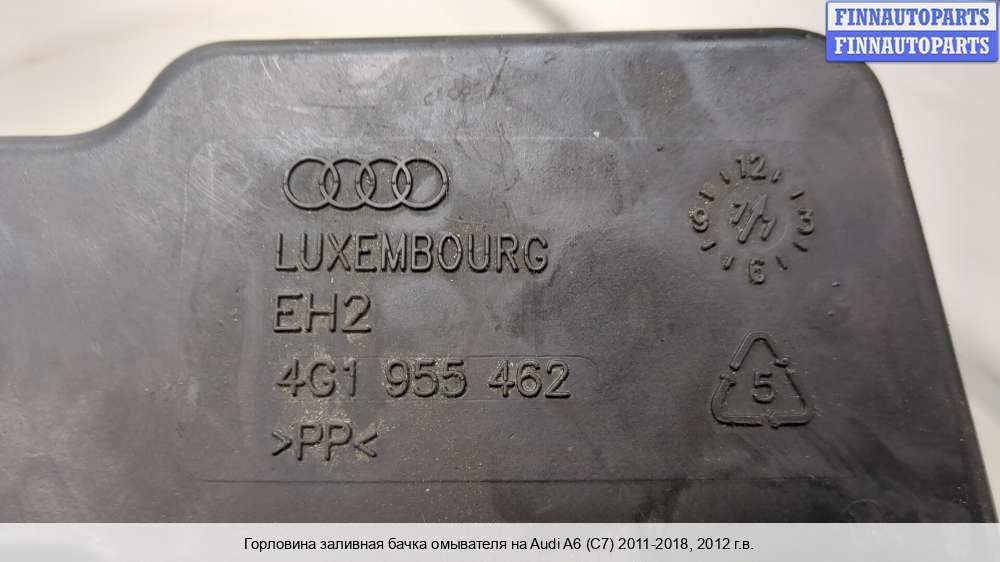 FINNAUTOPARTS
FINNAUTOPARTS
12
9 3
6
LUXEMBOURG
EH2
4G1 955 462
5
>PP<
Горловина заливная бачка омывателя на Audi A6 (C7) 2011-2018, 2012 г.в.